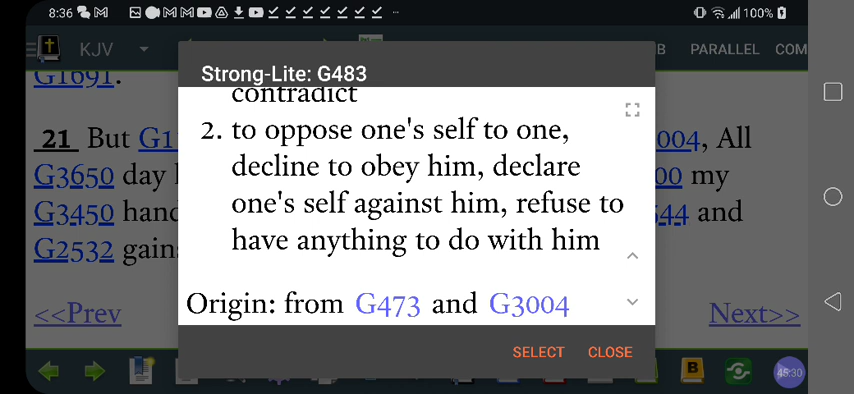 8:36 100%
KJV B PARALLEL COM
Strong-Lite: G483
G1691.
contradict
2. to oppose one's self to one,
decline to obey him, declare
one's self against him, refuse to
have anything to do with him
Origin: from G473 and G3004
21 But G1 004, All
G3650 day 00 my
G3450 hand 44 and
G2532 gain
<<Prev Next>>
SELECT CLOSE
45:30